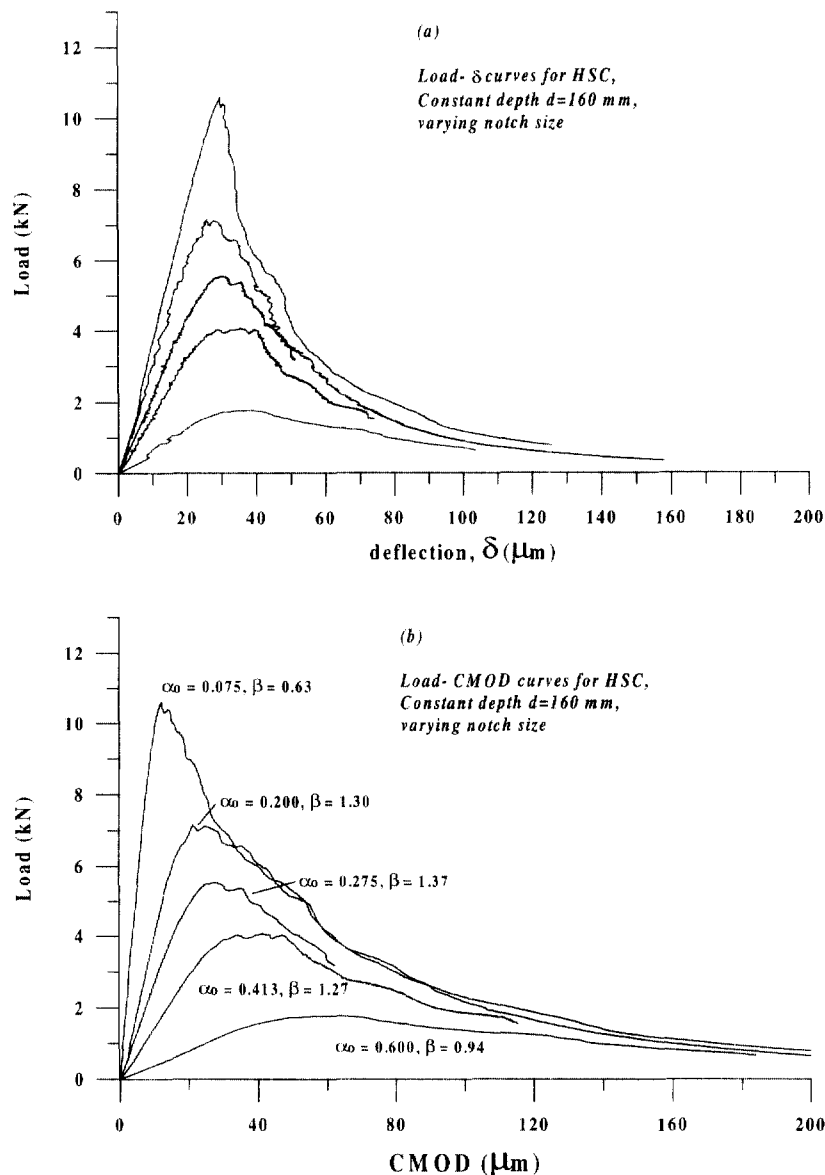 (a)
Load- δ curves for HSC,
Constant depth d=160 mm,
varying notch size
Load (kN)
12
10
8
6
4
2
0
0 20 40 60 80 100 120 140 160 180 200
deflection, δ (μm)
(b)
Load- CMOD curves for HSC,
Constant depth d=160 mm,
varying notch size
Load (kN)
12
10
8
6
4
2
0
αo = 0.075, β = 0.63
αo = 0.200, β = 1.30
αo = 0.275, β = 1.37
αo = 0.413, β = 1.27
αo = 0.600, β = 0.94
0 40 80 120 160 200
CMOD (μm)